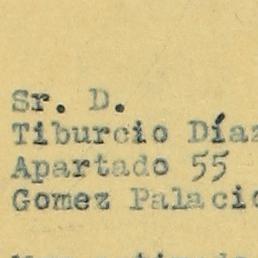 Sr. D.
Tiburcio Díaz
Apartado 55
Gomez Palacio